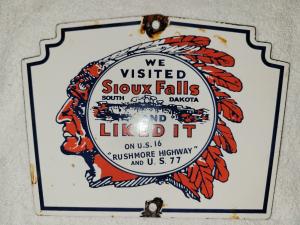 WE
VISITED
Sioux Falls
SOUTH DAKOTA
AND
LIKED IT
ON U.S. 16
"RUSHMORE HIGHWAY"
AND U.S. 77